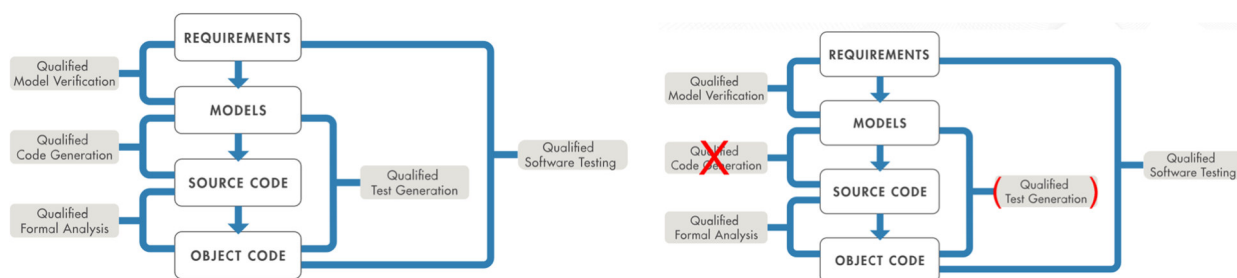 REQUIREMENTS
Qualified
Model Verification
MODELS
Qualified
Code Generation
Qualified
Software Testing
Qualified
Test Generation
SOURCE CODE
Qualified
Formal Analysis
OBJECT CODE
REQUIREMENTS
Qualified
Model Verification
MODELS
Qualified
Code Generation
X
Qualified
Software Testing
(Qualified
Test Generation)
SOURCE CODE
Qualified
Formal Analysis
OBJECT CODE